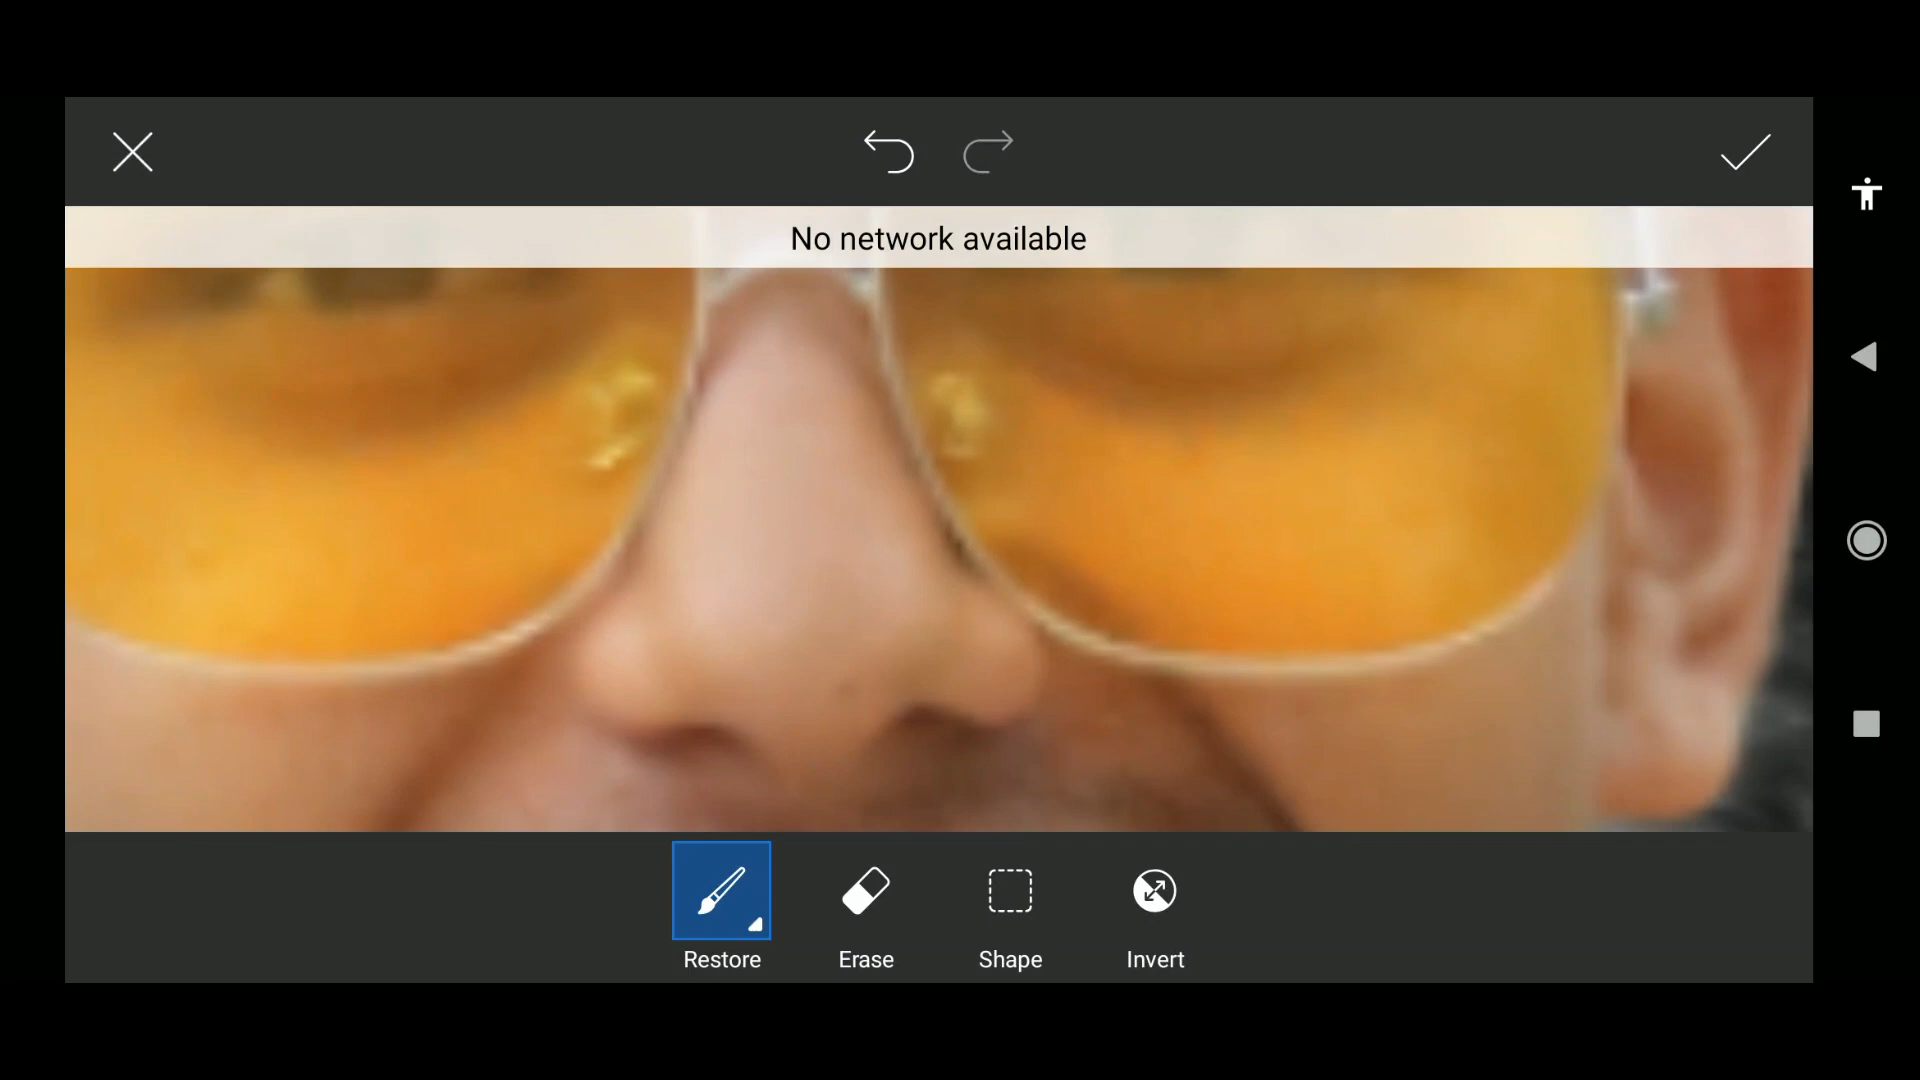 No network available
Restore
Erase
Shape
Invert